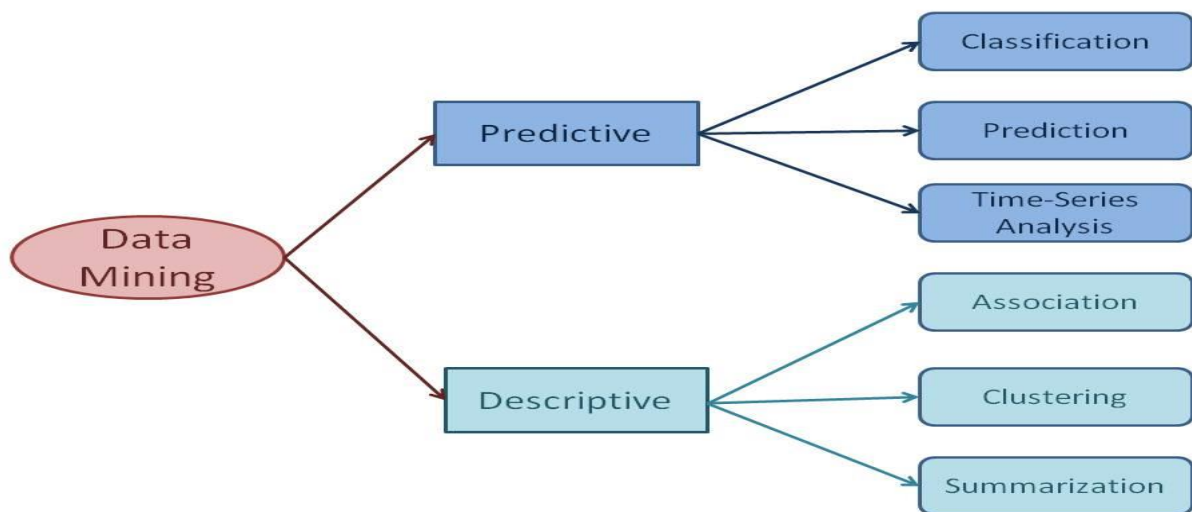 Data
Mining
Predictive
Classification
Prediction
Time-Series
Analysis
Descriptive
Association
Clustering
Summarization